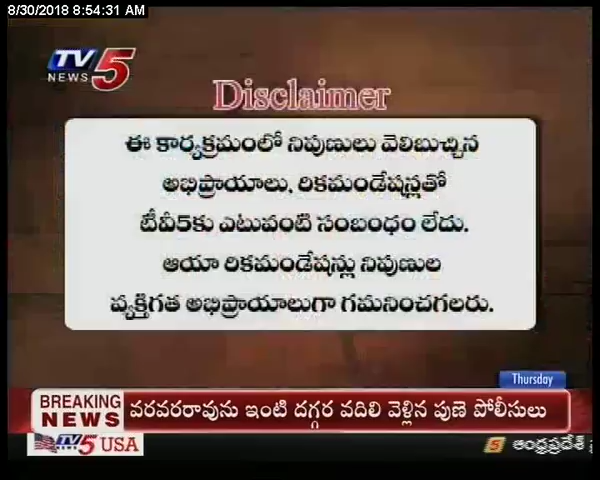 8/30/2018 8:54:31 AM
TV5
NEWS
Disclaimer
ఈ కార్యక్రమంలో నిపుణులు వెలిబుచ్చిన
అభిప్రాయాలు, రికమండేషన్లతో
టీవీ5కు ఎటువంటి సంబంధం లేదు.
ఆయా రికమండేషన్లు నిపుణుల
వ్యక్తిగత అభిప్రాయాలుగా గమనించగలరు.
Thursday
BREAKING
NEWS
వరవరరావును ఇంటి దగ్గర వదిలి వెళ్లిన పుణె పోలీసులు
TV5 USA
5 ఆంధ్రప్రదేశ్